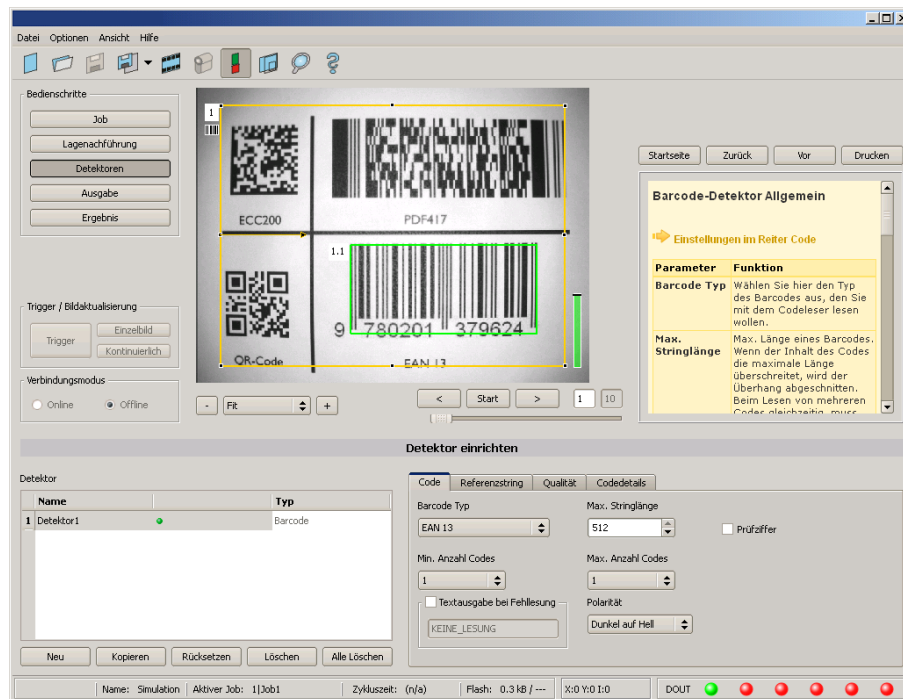 Datei Optionen Ansicht Hilfe
Bedienschritte
Job
Lagenachführung
Detektoren
Ausgabe
Ergebnis
Trigger / Bildaktualisierung
Trigger
Einzelbild
Kontinuierlich
Verbindungsmodus
Online Offline
1
ECC200 PDF417
1.1
9 780201 379624
QR-Code EAN 13
- Fit +
< Start > 1 10
Startseite Zurück Vor Drucken
Barcode-Detektor Allgemein
Einstellungen im Reiter Code
Parameter Funktion
Barcode Typ Wählen Sie hier den Typ
des Barcodes aus, den Sie
mit dem Codeleser lesen
wollen.
Max. Max. Länge eines Barcodes.
Stringlänge Wenn der Inhalt des Codes
die maximale Länge
überschreitet, wird der
Überhang abgeschnitten.
Beim Lesen von mehreren
Codes gleichzeitig, muss
Detektor einrichten
Detektor
Name Typ
1 Detektor1 Barcode
Neu Kopieren Rücksetzen Löschen Alle Löschen
Code Referenzstring Qualität Codedetails
Barcode Typ Max. Stringlänge
EAN 13 512 Prüfziffer
Min. Anzahl Codes Max. Anzahl Codes
1 1
Textausgabe bei Fehllesung Polarität
KEINE_LESUNG Dunkel auf Hell
Name: Simulation Aktiver Job: 1|Job1 Zykluszeit: (n/a) Flash: 0.3 kB / --- X:0 Y:0 I:0 DOUT